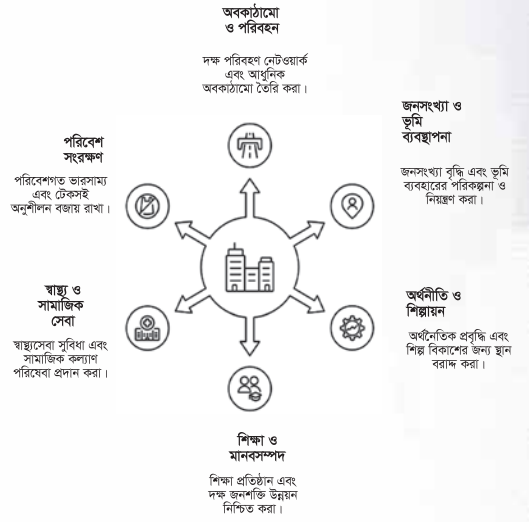 অবকাঠামো
ও পরিবহন
দক্ষ পরিবহণ নেটওয়ার্ক
এবং আধুনিক
অবকাঠামো তৈরি করা।
জনসংখ্যা ও
ভূমি
ব্যবস্থাপনা
জনসংখ্যা বৃদ্ধি এবং ভূমি
ব্যবহারের পরিকল্পনা ও
নিয়ন্ত্রণ করা।
পরিবেশ
সংরক্ষণ
পরিবেশগত ভারসাম্য
এবং টেকসই
অনুশীলন বজায় রাখা।
স্বাস্থ্য ও
সামাজিক
সেবা
স্বাস্থ্যসেবা সুবিধা এবং
সামাজিক কল্যাণ
পরিষেবা প্রদান করা।
অর্থনীতি ও
শিল্পায়ন
অর্থনৈতিক প্রবৃদ্ধি এবং
শিল্প বিকাশের জন্য স্থান
বরাদ্দ করা।
শিক্ষা ও
মানবসম্পদ
শিক্ষা প্রতিষ্ঠান এবং
দক্ষ জনশক্তি উন্নয়ন
নিশ্চিত করা।